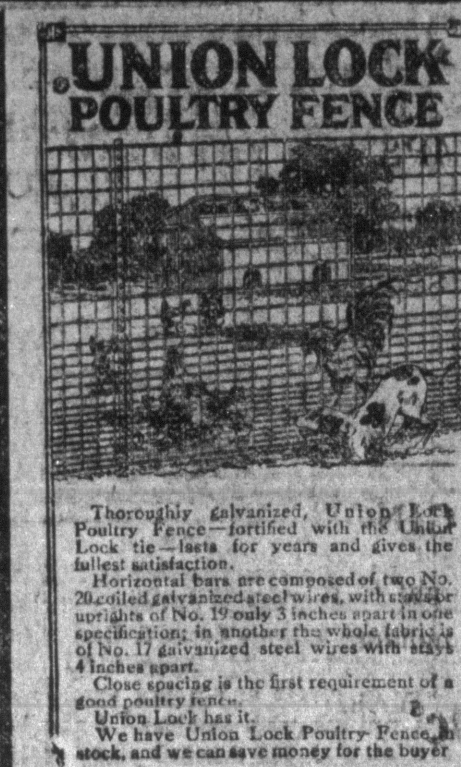 UNION LOCK
POULTRY FENCE
Thoroughly galvanized, Union Lock
Poultry Fence—fortified with the Union
Lock tie—lasts for years and gives the
fullest satisfaction.
Horizontal bars are composed of two No.
20 coiled galvanized steel wires, with stays or
uprights of No. 19 only 3 inches apart in one
specification; in another the whole fabric is
of No. 17 galvanized steel wires with stays
4 inches apart.
Close spacing is the first requirement of a
good poultry fence.
Union Lock has it.
We have Union Lock Poultry Fence in
stock, and we can save money for the buyer